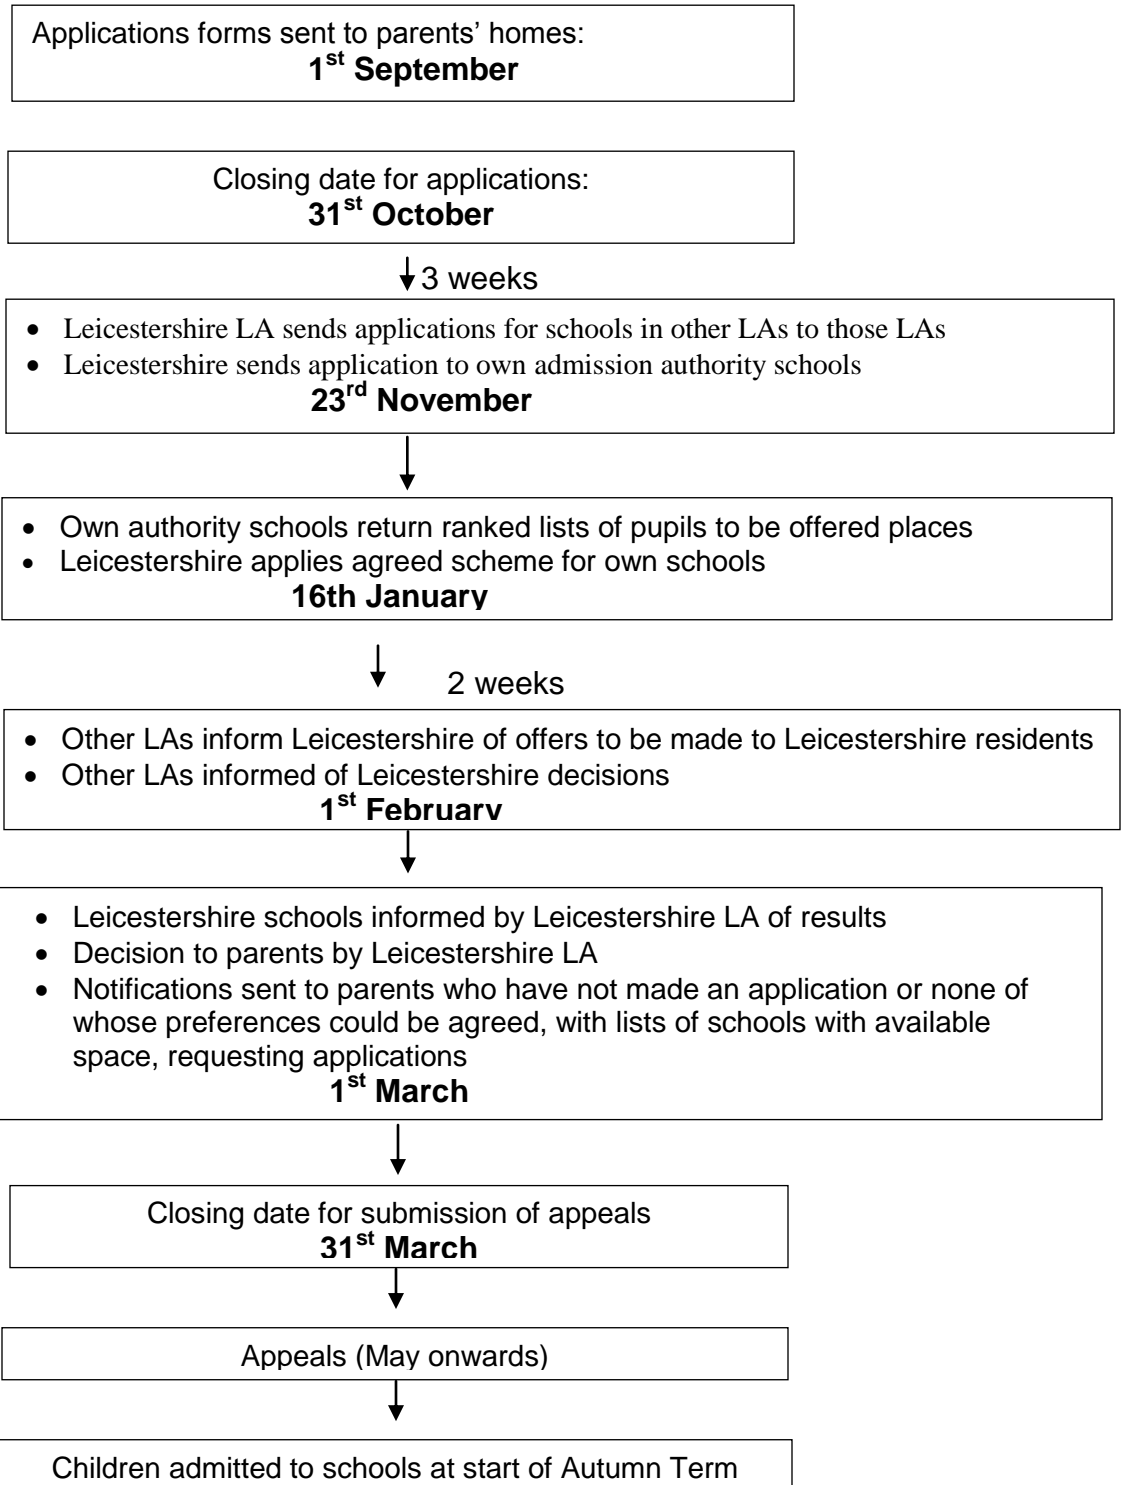 Applications forms sent to parents’ homes:
1st September
Closing date for applications:
31st October
3 weeks
• Leicestershire LA sends applications for schools in other LAs to those LAs
• Leicestershire sends application to own admission authority schools
23rd November
• Own authority schools return ranked lists of pupils to be offered places
• Leicestershire applies agreed scheme for own schools
16th January
2 weeks
• Other LAs inform Leicestershire of offers to be made to Leicestershire residents
• Other LAs informed of Leicestershire decisions
1st February
• Leicestershire schools informed by Leicestershire LA of results
• Decision to parents by Leicestershire LA
• Notifications sent to parents who have not made an application or none of
whose preferences could be agreed, with lists of schools with available
space, requesting applications
1st March
Closing date for submission of appeals
31st March
Appeals (May onwards)
Children admitted to schools at start of Autumn Term